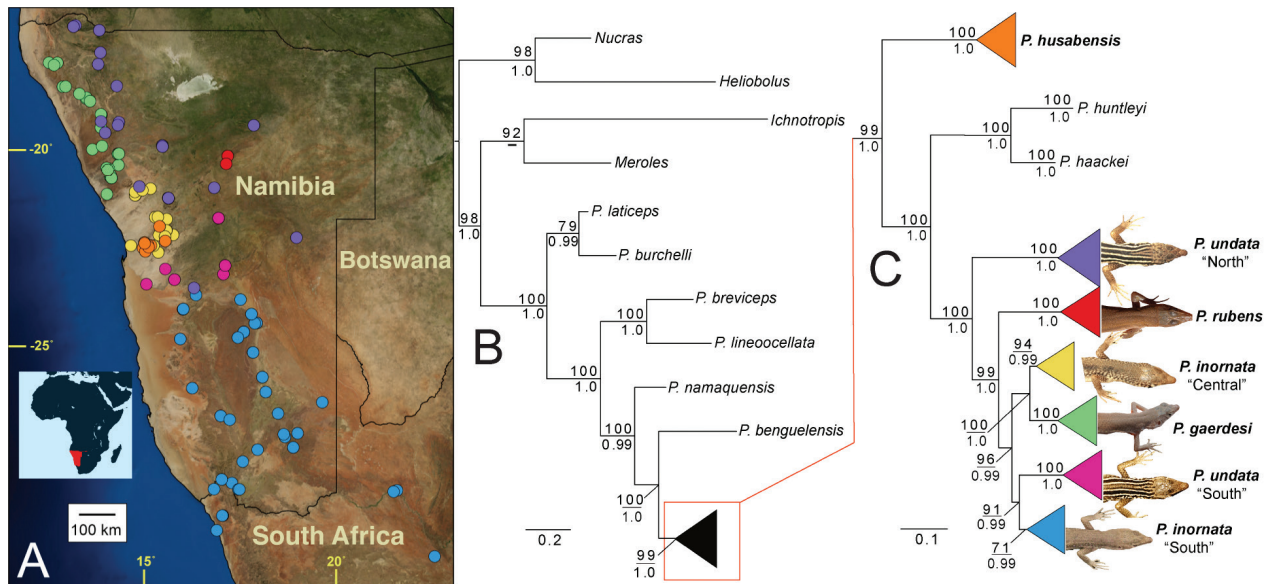 -20°
-25°
15°
20°
Namibia
Botswana
South Africa
100 km
A
B
98
1.0
98
1.0
Nucras
Heliobolus
92
–
Ichnotropis
Meroles
100
1.0
79
0.99
P. laticeps
P. burchelli
100
1.0
100
1.0
P. breviceps
P. lineoocellata
100
0.99
P. namaquensis
100
1.0
P. benguelensis
99
1.0
0.2
C
99
1.0
100
1.0
P. husabensis
100
1.0
100
1.0
100
1.0
P. huntleyi
100
1.0
P. haackei
100
1.0
100
1.0
P. undata
"North"
99
1.0
100
1.0
P. rubens
96
0.99
100
1.0
94
0.99
P. inornata
"Central"
100
1.0
P. gaerdesi
91
0.99
100
1.0
P. undata
"South"
71
0.99
P. inornata
"South"
0.1